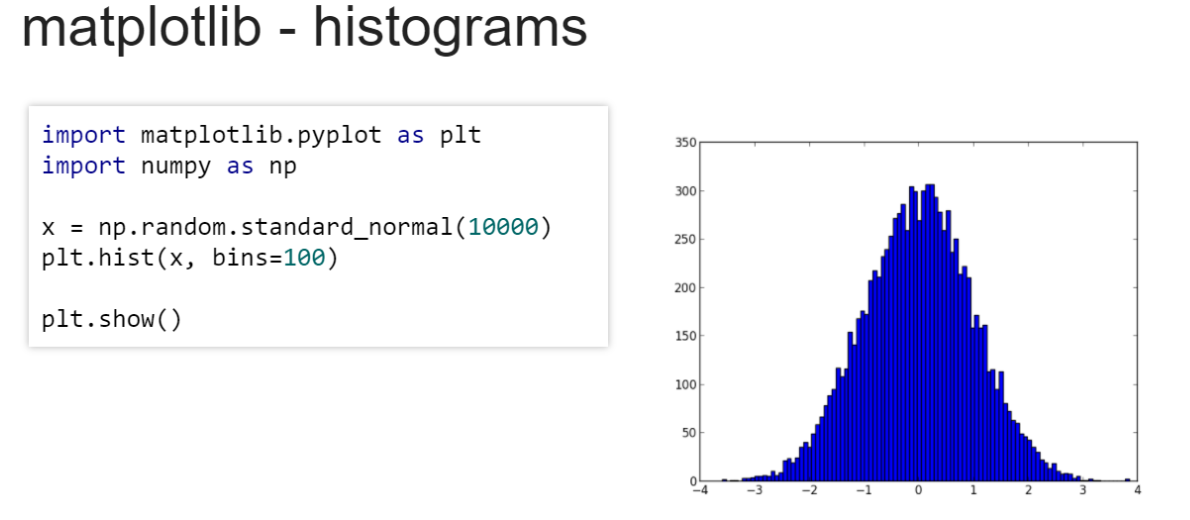 matplotlib - histograms
import matplotlib.pyplot as plt
import numpy as np
x = np.random.standard_normal(10000)
plt.hist(x, bins=100)
plt.show()
350
300
250
200
150
100
50
0
−4 −3 −2 −1 0 1 2 3 4